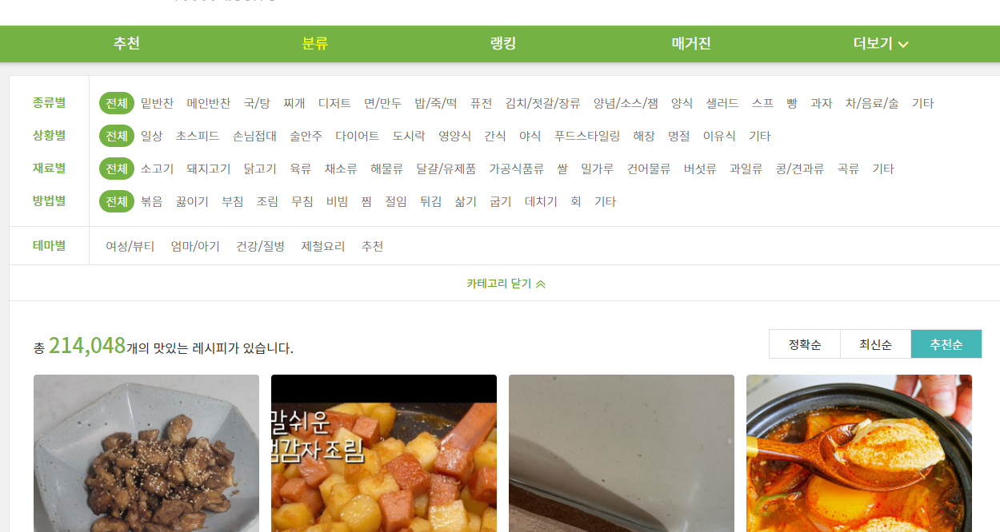 추천 분류 랭킹 매거진 더보기
종류별 전체 밑반찬 메인반찬 국/탕 찌개 디저트 면/만두 밥/죽/떡 퓨전 김치/젓갈/장류 양념/소스/잼 양식 샐러드 스프 빵 과자 차/음료/술 기타
상황별 전체 일상 초스피드 손님접대 술안주 다이어트 도시락 영양식 간식 야식 푸드스타일링 해장 명절 이유식 기타
재료별 전체 소고기 돼지고기 닭고기 육류 채소류 해물류 달걀/유제품 가공식품류 쌀 밀가루 건어물류 버섯류 과일류 콩/견과류 곡류 기타
방법별 전체 볶음 끓이기 부침 조림 무침 비빔 찜 절임 튀김 삶기 굽기 데치기 회 기타
테마별 여성/뷰티 엄마/아기 건강/질병 제철요리 추천
카테고리 닫기
총 214,048개의 맛있는 레시피가 있습니다.
정확순 최신순 추천순
말쉬운
감자조림